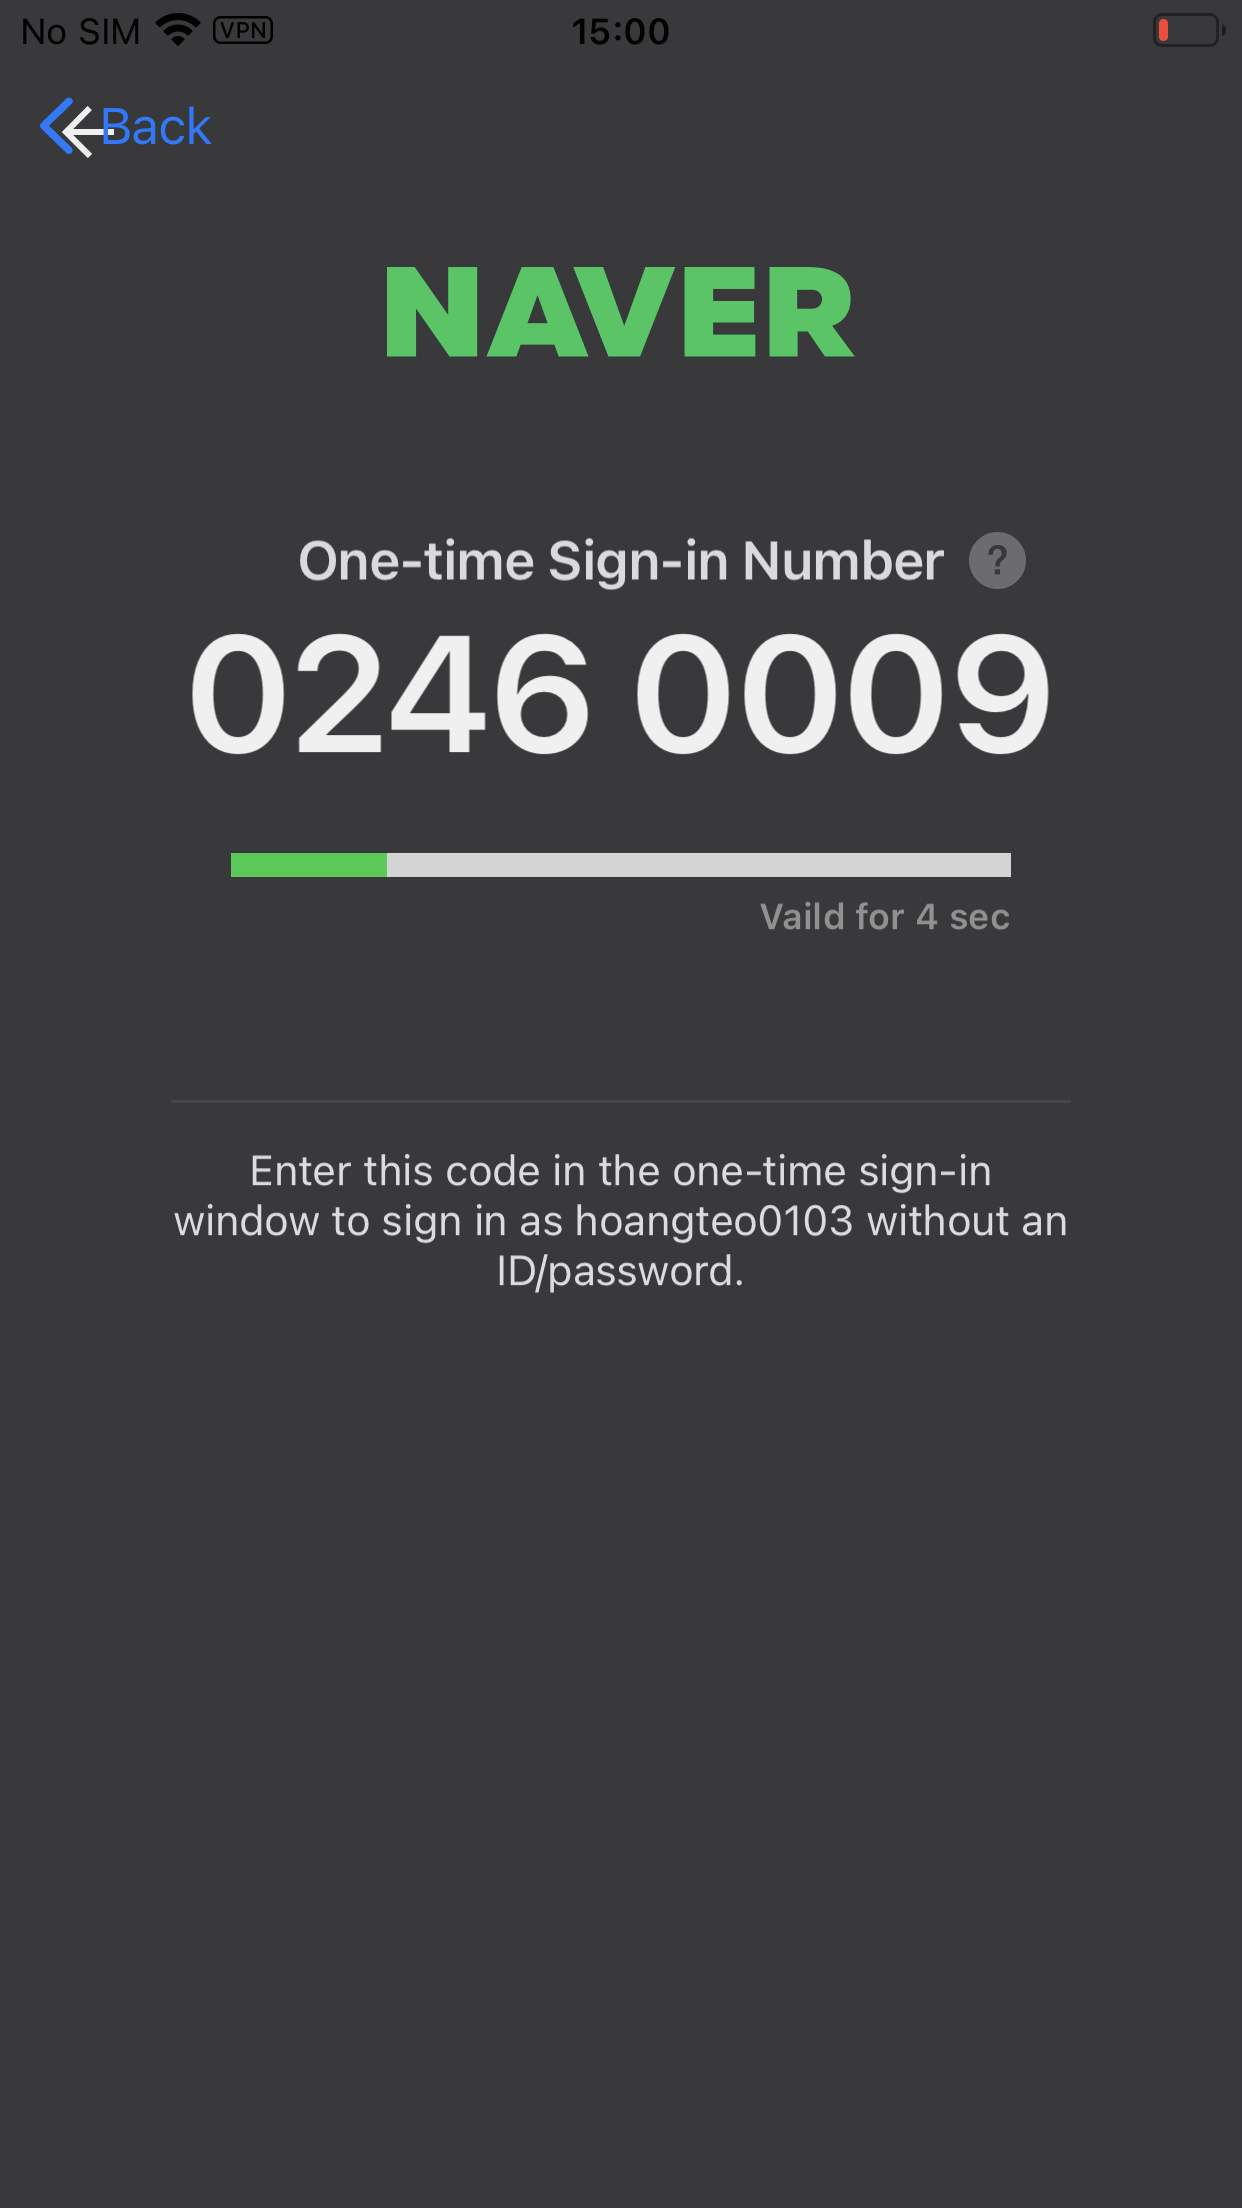 No SIM VPN 15:00
Back
NAVER
One-time Sign-in Number ?
0246 0009
Vaild for 4 sec
Enter this code in the one-time sign-in
window to sign in as hoangteo0103 without an
ID/password.